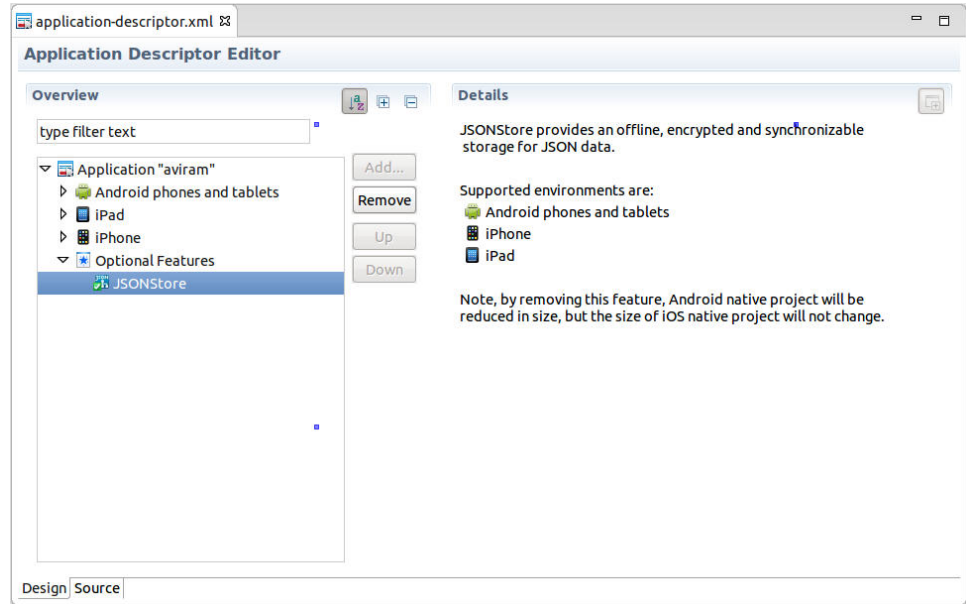 application-descriptor.xml
Application Descriptor Editor
Overview
type filter text
Application "aviram"
Android phones and tablets
iPad
iPhone
Optional Features
JSONStore
Add...
Remove
Up
Down
Details
JSONStore provides an offline, encrypted and synchronizable
storage for JSON data.
Supported environments are:
Android phones and tablets
iPhone
iPad
Note, by removing this feature, Android native project will be
reduced in size, but the size of iOS native project will not change.
Design Source